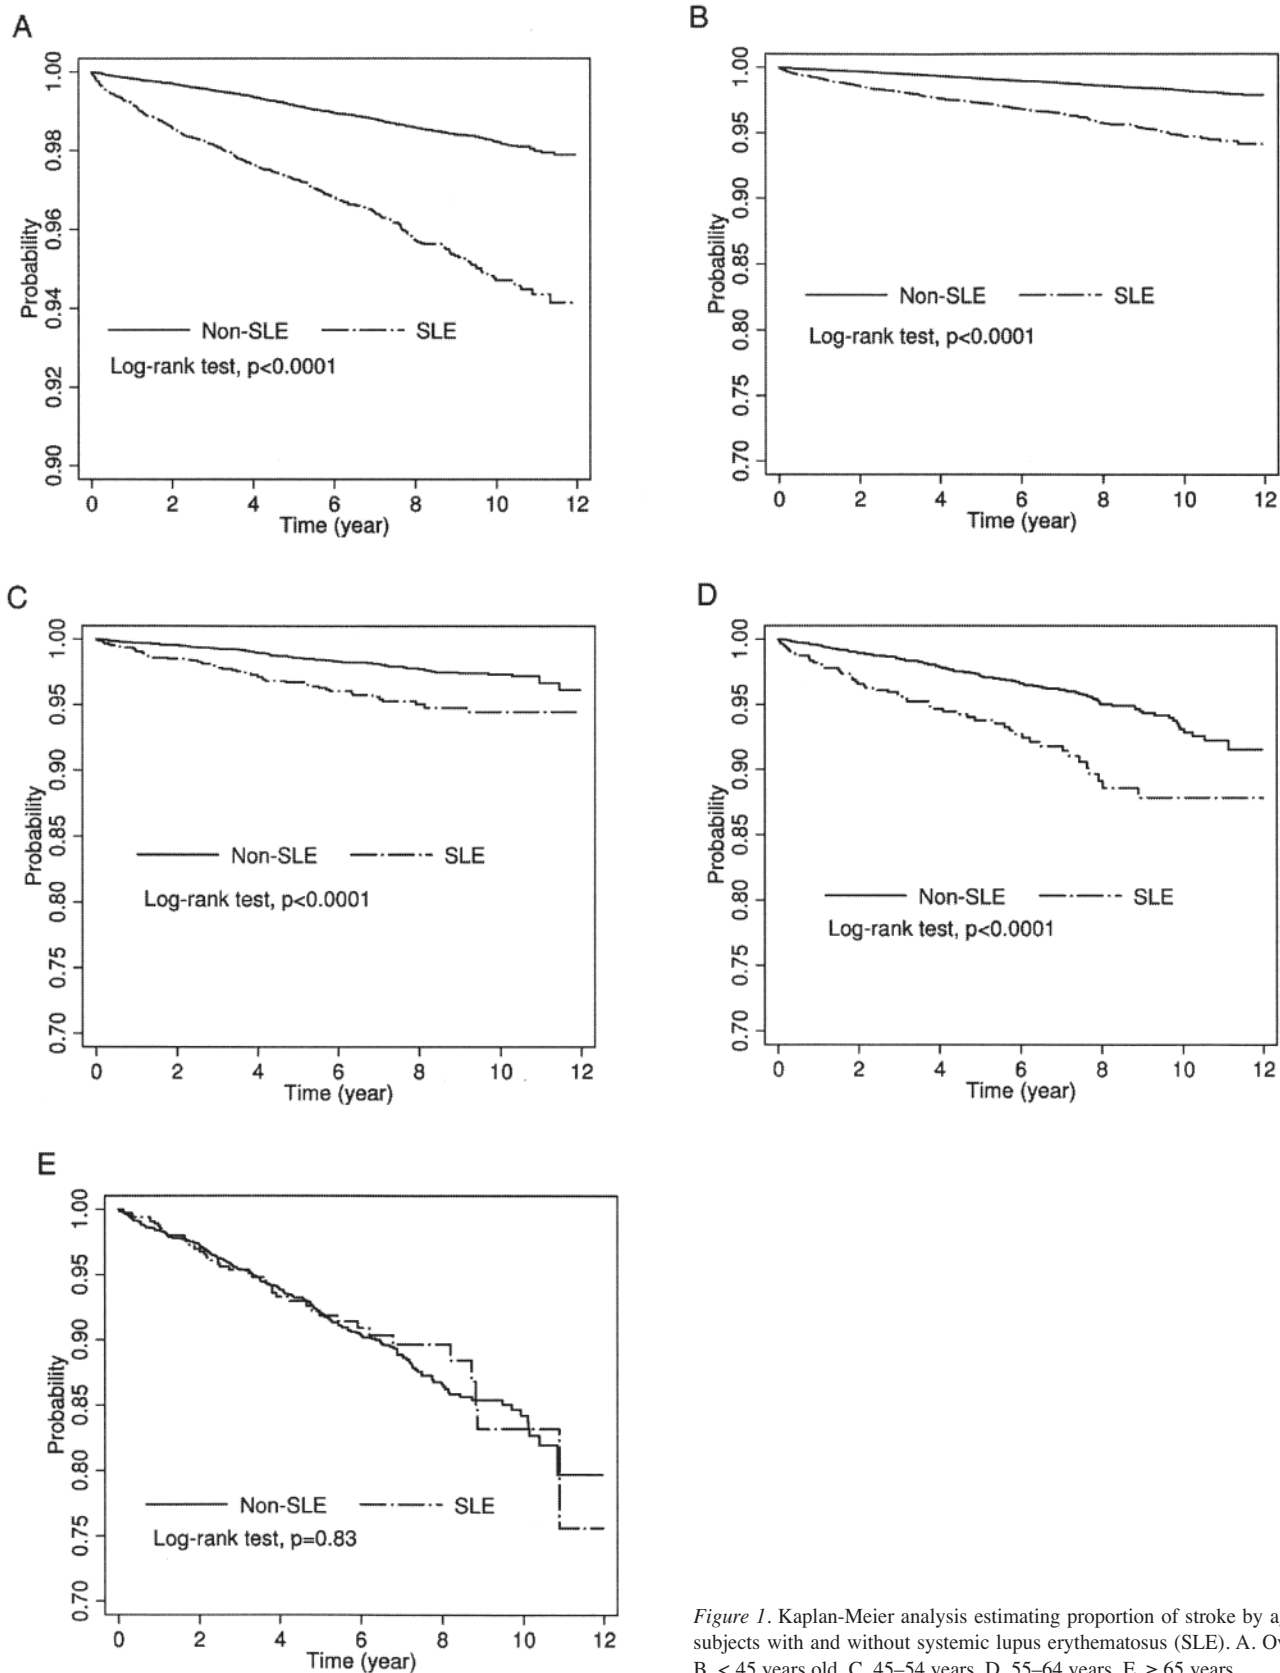 A
1.00
0.98
0.96
0.94
0.92
0.90
Probability
Non-SLE SLE
Log-rank test, p<0.0001
0 2 4 6 8 10 12
Time (year)
B
1.00
0.95
0.90
0.85
0.80
0.75
0.70
Probability
Non-SLE SLE
Log-rank test, p<0.0001
0 2 4 6 8 10 12
Time (year)
C
1.00
0.95
0.90
0.85
0.80
0.75
0.70
Probability
Non-SLE SLE
Log-rank test, p<0.0001
0 2 4 6 8 10 12
Time (year)
D
1.00
0.95
0.90
0.85
0.80
0.75
0.70
Probability
Non-SLE SLE
Log-rank test, p<0.0001
0 2 4 6 8 10 12
Time (year)
E
1.00
0.95
0.90
0.85
0.80
0.75
0.70
Probability
Non-SLE SLE
Log-rank test, p=0.83
0 2 4 6 8 10 12
Time (year)
Figure 1. Kaplan-Meier analysis estimating proportion of stroke by
subjects with and without systemic lupus erythematosus (SLE). A.
B. < 45 years old. C. 45–54 years. D. 55–64 years. E. > 65 years.